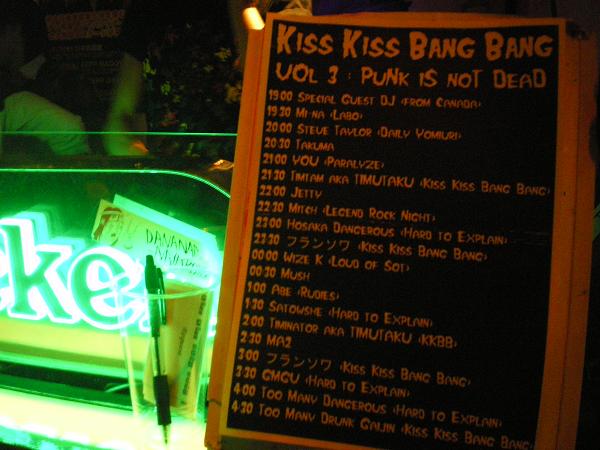 Kiss Kiss Bang Bang
Vol 3 : Punk is not Dead
19:00 Special Guest DJ (from Canada)
19:30 Mi-na (Labo)
20:00 Steve Taylor (Daily Yomiuri)
20:30 Takuma
21:00 YOU (Paralyze)
21:30 Timtam aka TIMUTAKU (Kiss Kiss Bang Bang)
22:00 Jetty
22:30 Mitch (Legend Rock Night)
23:00 Hosaka Dangerous (Hard to Explain)
23:30 フランソワ (Kiss Kiss Bang Bang)
00:00 Wize K (Loud of Sot)
00:30 Mush
1:00 Abe (Rudies)
1:30 Satowshe (Hard to Explain)
2:00 Timinator aka TIMUTAKU (KKBB)
2:30 MA2
3:00 フランソワ (Kiss Kiss Bang Bang)
3:30 GMGU (Hard to Explain)
4:00 Too Many Dangerous (Hard to Explain)
4:30 Too Many Drunk Gaijin (Kiss Kiss Bang Bang)
ke